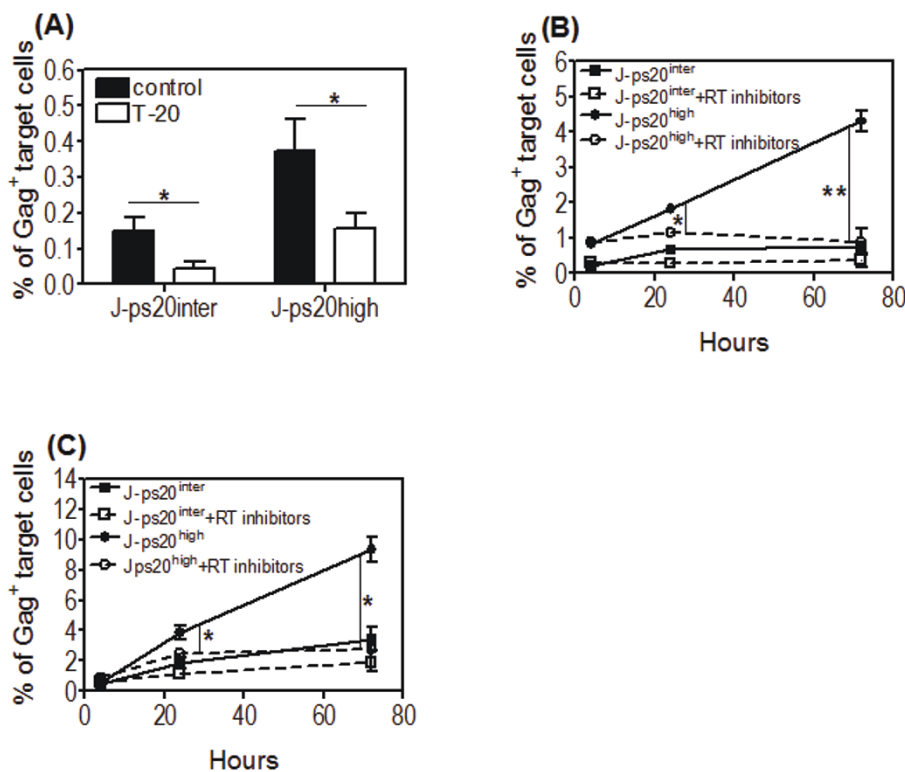 (A)
% of Gag+ target cells
0.6
0.5
0.4
0.3
0.2
0.1
0.0
control
T-20
*
*
J-ps20inter
J-ps20high
(B)
% of Gag+ target cells
6
5
4
3
2
1
0
J-ps20inter
J-ps20inter+RT inhibitors
J-ps20high
J-ps20high+RT inhibitors
*
**
0 20 40 60 80
Hours
(C)
% of Gag+ target cells
14
12
10
8
6
4
2
0
J-ps20inter
J-ps20inter+RT inhibitors
J-ps20high
Jps20high+RT inhibitors
*
*
0 20 40 60 80
Hours